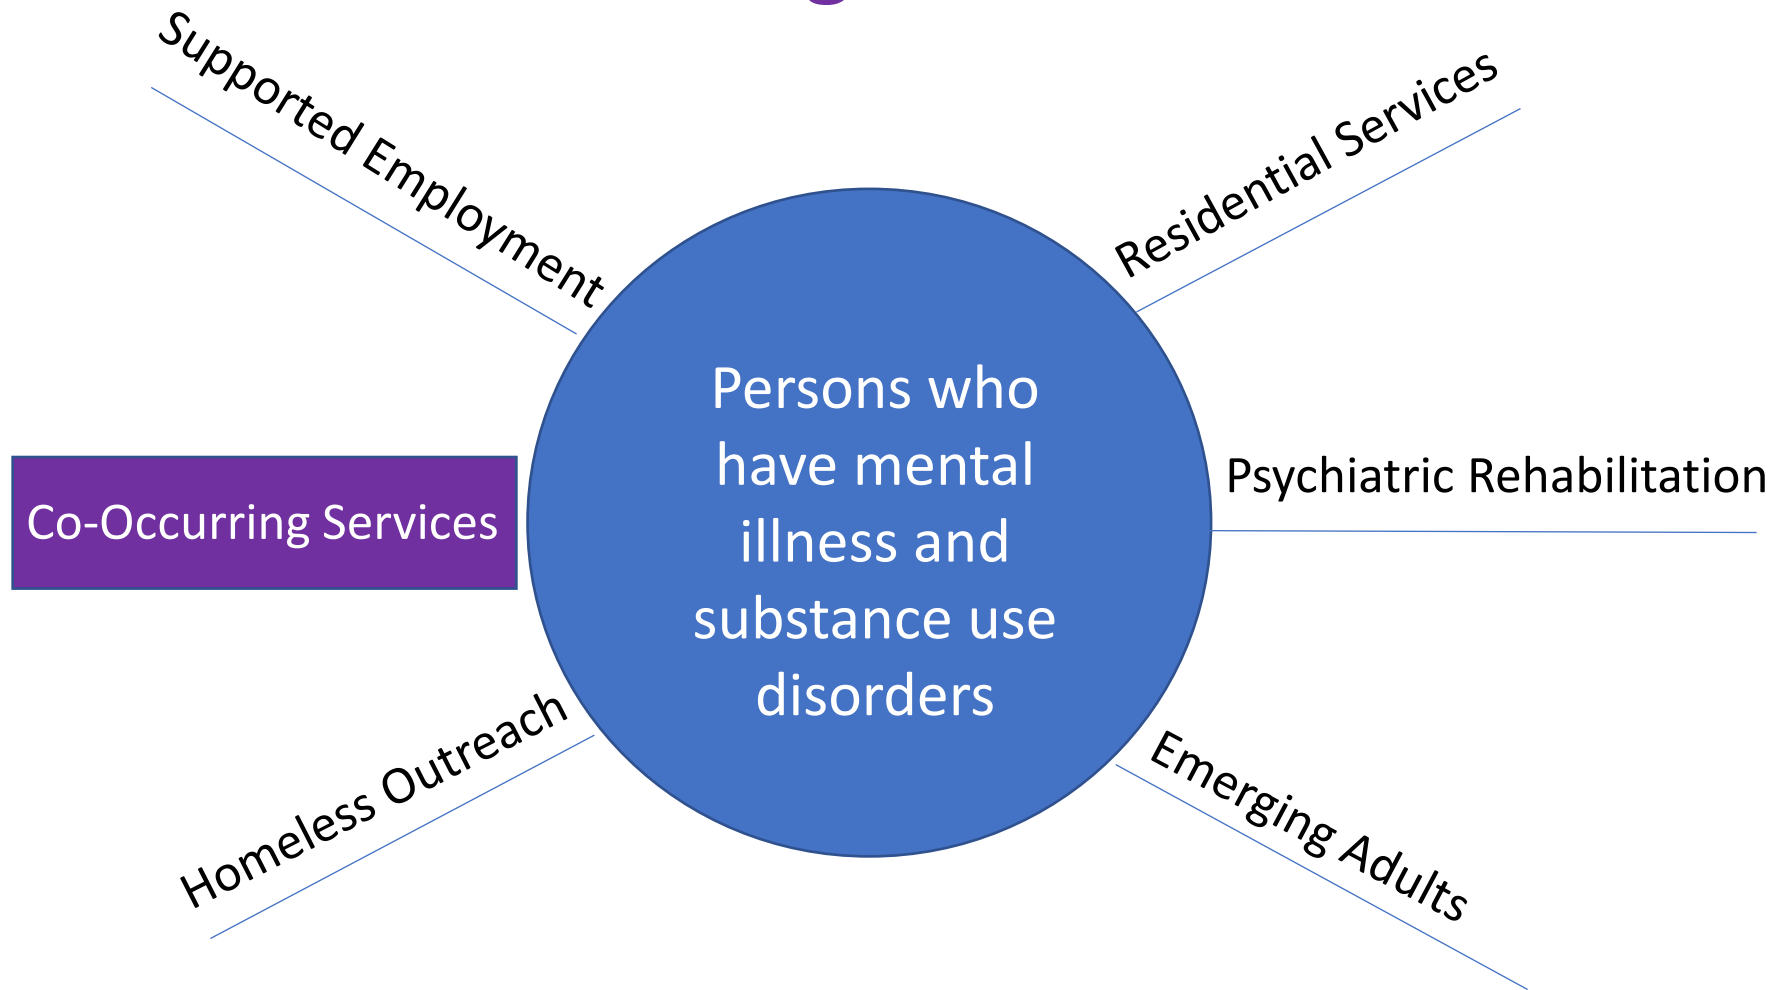 Supported Employment
Residential Services
Persons who
have mental
illness and
substance use
disorders
Co-Occurring Services
Psychiatric Rehabilitation
Homeless Outreach
Emerging Adults